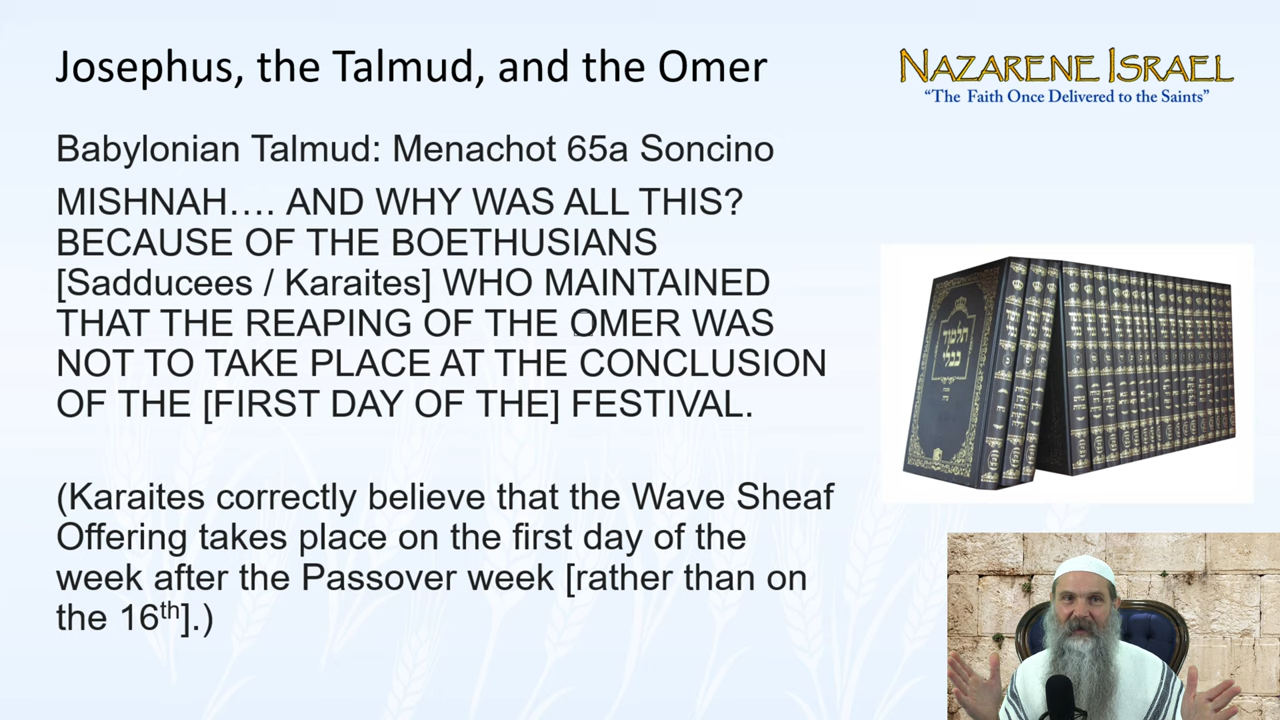 Josephus, the Talmud, and the Omer
NAZARENE ISRAEL
“The Faith Once Delivered to the Saints”
Babylonian Talmud: Menachot 65a Soncino
MISHNAH…. AND WHY WAS ALL THIS?
BECAUSE OF THE BOETHUSIANS
[Sadducees / Karaites] WHO MAINTAINED
THAT THE REAPING OF THE OMER WAS
NOT TO TAKE PLACE AT THE CONCLUSION
OF THE [FIRST DAY OF THE] FESTIVAL.
(Karaites correctly believe that the Wave Sheaf
Offering takes place on the first day of the
week after the Passover week [rather than on
the 16th].)
תלמוד
בבלי